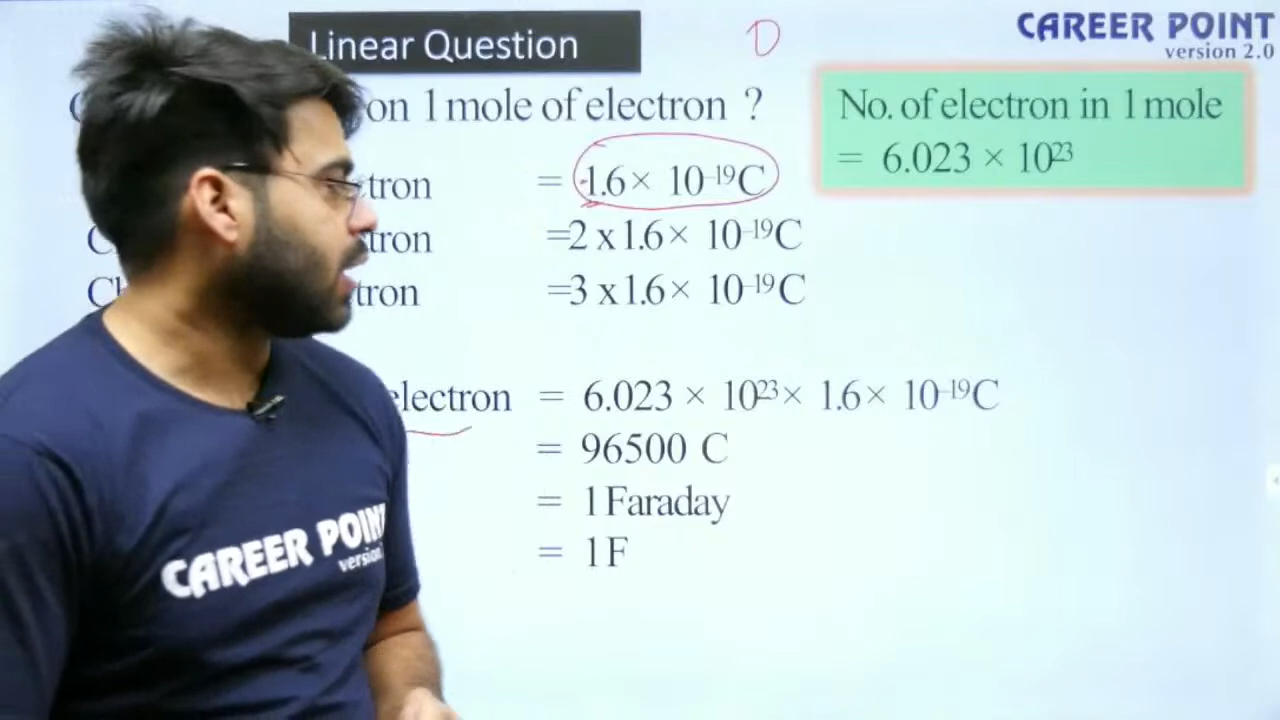 Linear Question
D
CAREER POINT
version 2.0
on 1 mole of electron ?
No. of electron in 1 mole
= 6.023 × 10²³
tron = 1.6 × 10⁻¹⁹C
tron =2 x 1.6 × 10⁻¹⁹C
tron =3 x 1.6 × 10⁻¹⁹C
electron = 6.023 × 10²³ × 1.6 × 10⁻¹⁹C
= 96500 C
= 1 Faraday
= 1 F
CAREER POINT
version